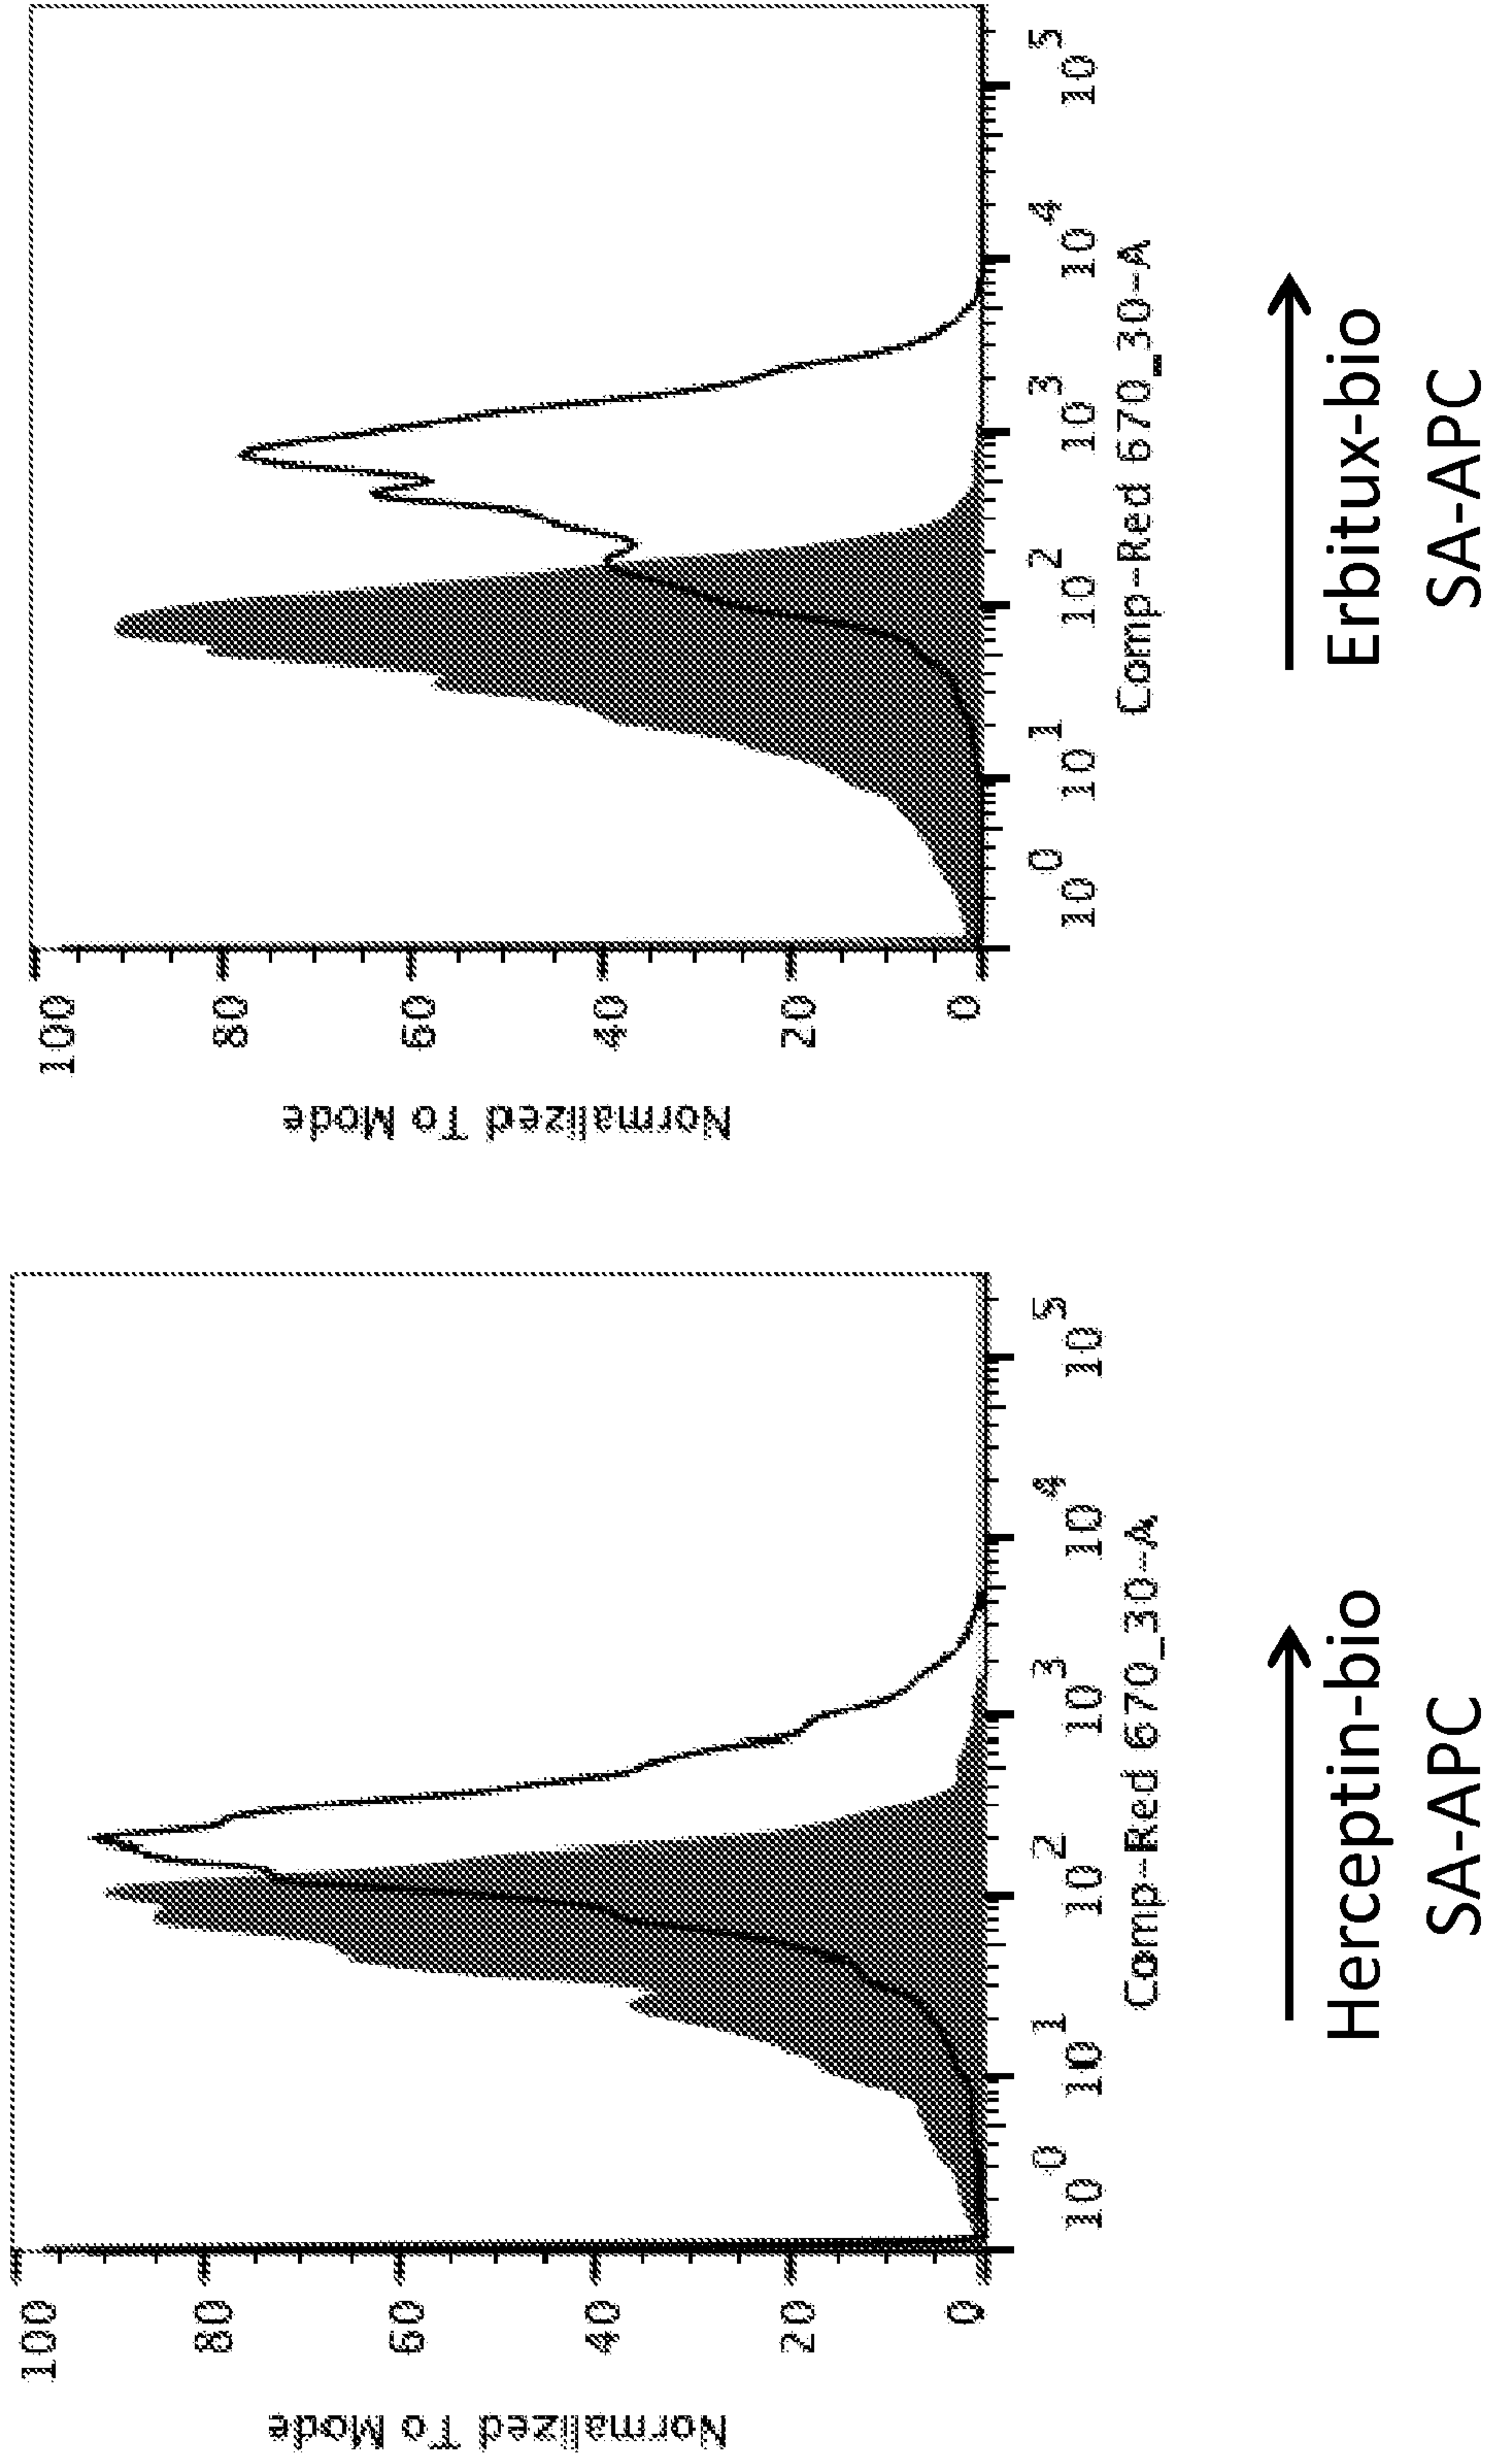 Normalized To Mode
100
80
60
40
20
0
10^0 10^1 10^2 10^3 10^4 10^5
Comp-Red 670_30-A
Herceptin-bio
SA-APC
Normalized To Mode
100
80
60
40
20
0
10^0 10^1 10^2 10^3 10^4 10^5
Comp-Red 670_30-A
Erbitux-bio
SA-APC